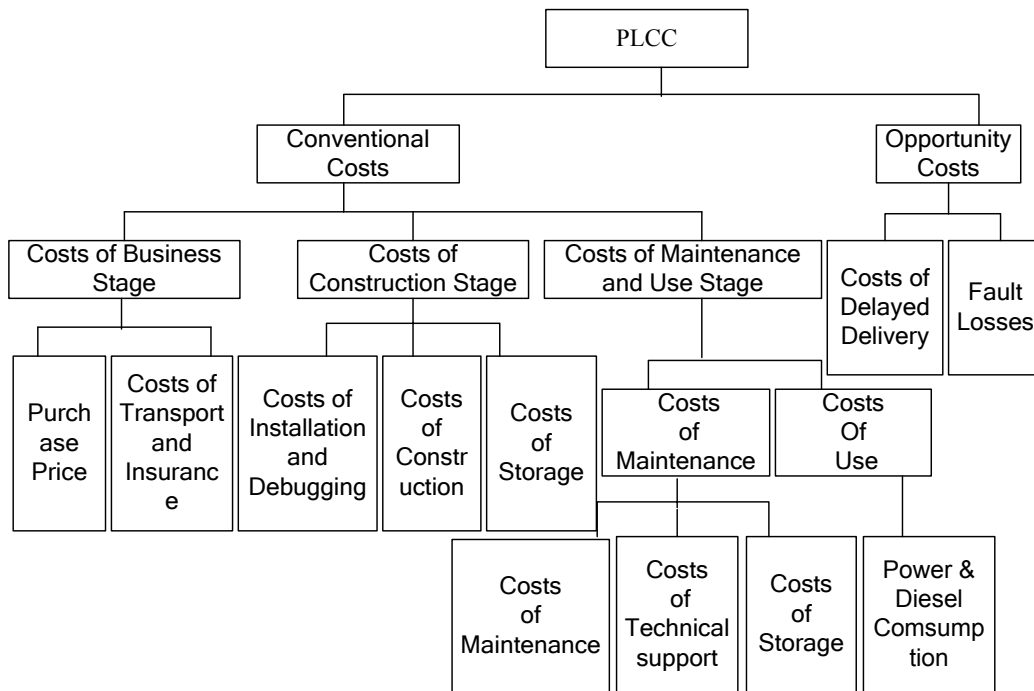 PLCC
Conventional
Costs
Opportunity
Costs
Costs of Business
Stage
Costs of
Construction Stage
Costs of Maintenance
and Use Stage
Costs of
Delayed
Delivery
Fault
Losses
Purch
ase
Price
Costs of
Transport
and
Insuranc
e
Costs of
Installation
and
Debugging
Costs
of
Constr
uction
Costs
of
Storage
Costs
of
Maintenance
Costs
Of
Use
Costs
of
Maintenance
Costs
of
Technical
support
Costs
of
Storage
Power &
Diesel
Comsump
tion